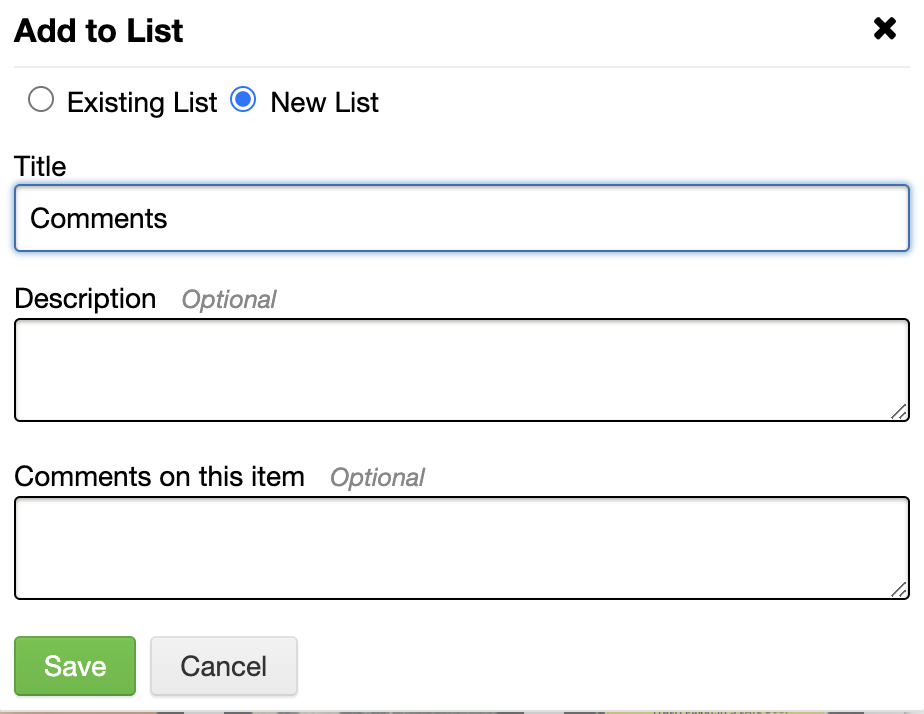 Add to List
Existing List New List
Title
Comments
Description Optional
Comments on this item Optional
Save Cancel